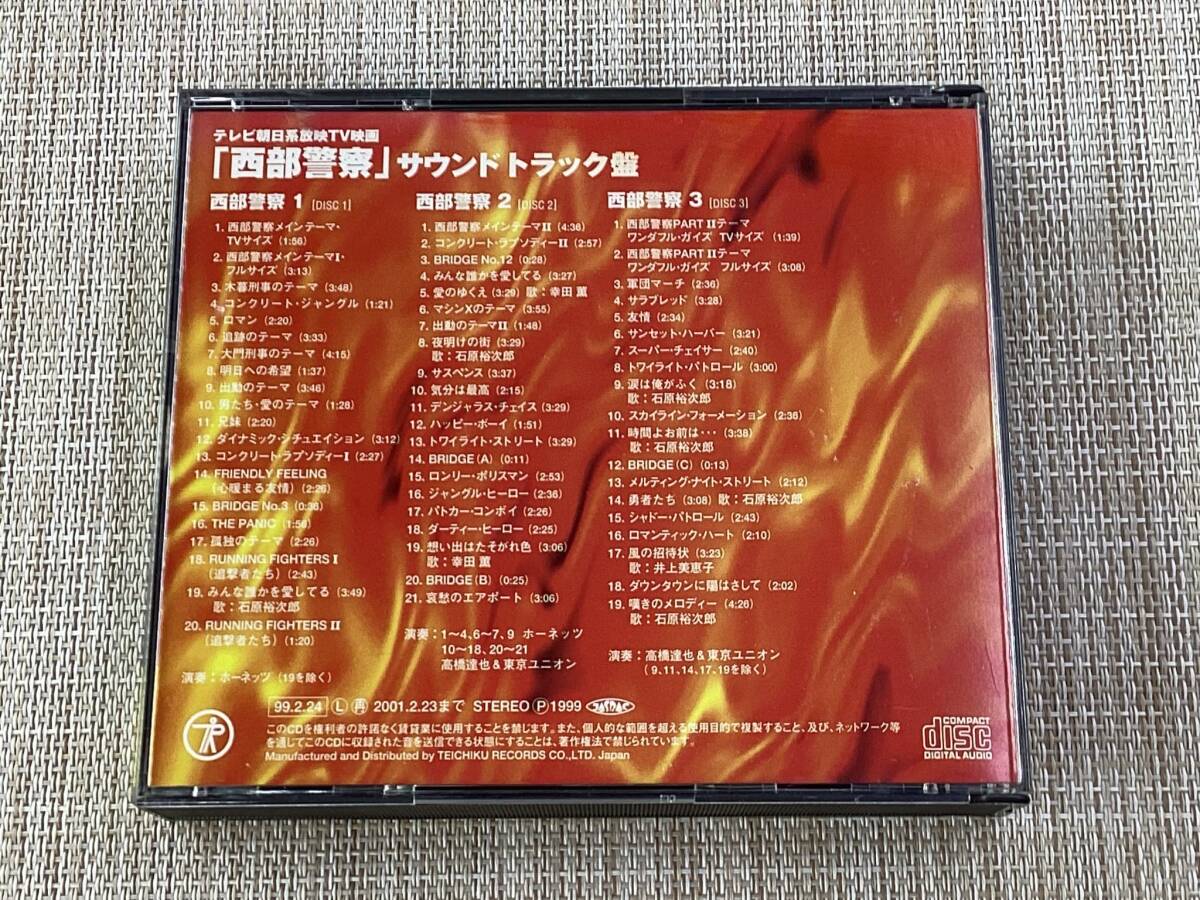 テレビ朝日系放映TV映画
「西部警察」サウンドトラック盤
西部警察 1 [DISC 1]
1. 西部警察メインテーマ・
TVサイズ (1:56)
2. 西部警察メインテーマI・
フルサイズ (3:13)
3. 木暮刑事のテーマ (3:48)
4. コンクリート・ジャングル (1:21)
5. ロマン (2:20)
6. 追跡のテーマ (3:33)
7. 大門刑事のテーマ (4:15)
8. 明日への希望 (1:37)
9. 出動のテーマ (3:46)
10. 男たち・愛のテーマ (1:28)
11. 兄妹 (2:20)
12. ダイナミック・シチュエイション (3:12)
13. コンクリート・ラプソディーI (2:27)
14. FRIENDLY FEELING
(心暖まる友情) (2:26)
15. BRIDGE No.3 (0:36)
16. THE PANIC (1:56)
17. 孤独のテーマ (2:26)
18. RUNNING FIGHTERS I
(追撃者たち) (2:43)
19. みんな誰かを愛してる (3:49)
歌:石原裕次郎
20. RUNNING FIGHTERS II
(追撃者たち) (1:20)
演奏:ホーネッツ (19を除く)
西部警察 2 [DISC 2]
1. 西部警察メインテーマII (4:36)
2. コンクリート・ラプソディーII (2:57)
3. BRIDGE No.12 (0:28)
4. みんな誰かを愛してる (3:27)
5. 愛のゆくえ (3:29) 歌:幸田 薫
6. マシンXのテーマ (3:55)
7. 出動のテーマII (1:48)
8. 夜明けの街 (3:29)
歌:石原裕次郎
9. サスペンス (3:37)
10. 気分は最高 (2:15)
11. デンジャラス・チェイス (3:29)
12. ハッピー・ボーイ (1:51)
13. トワイライト・ストリート (3:29)
14. BRIDGE (A) (0:11)
15. ロンリー・ポリスマン (2:53)
16. ジャングル・ヒーロー (2:36)
17. パトカー・コンボイ (2:26)
18. ダーティー・ヒーロー (2:25)
19. 想い出はたそがれ色 (3:06)
歌:幸田 薫
20. BRIDGE (B) (0:25)
21. 哀愁のエアポート (3:06)
演奏:1〜4、6〜7、9 ホーネッツ
10〜18、20〜21
高橋達也&東京ユニオン
西部警察 3 [DISC 3]
1. 西部警察PART IIテーマ
ワンダフル・ガイズ TVサイズ (1:39)
2. 西部警察PART IIテーマ
ワンダフル・ガイズ フルサイズ (3:08)
3. 軍団マーチ (2:36)
4. サラブレッド (3:28)
5. 友情 (2:34)
6. サンセット・ハーバー (3:21)
7. スーパー・チェイサー (2:40)
8. トワイライト・パトロール (3:00)
9. 涙は俺がふく (3:18)
歌:石原裕次郎
10. スカイライン・フォーメーション (2:36)
11. 時間よお前は・・・ (3:38)
歌:石原裕次郎
12. BRIDGE (C) (0:13)
13. メルティング・ナイト・ストリート (2:12)
14. 勇者たち (3:08) 歌:石原裕次郎
15. シャドー・パトロール (2:43)
16. ロマンティック・ハート (2:10)
17. 風の招待状 (3:23)
歌:井上美恵子
18. ダウンタウンに陽はさして (2:02)
19. 嘆きのメロディー (4:26)
歌:石原裕次郎
演奏:高橋達也&東京ユニオン
(9、11、14、17、19を除く)
99.2.24 Ⓛ ㊢ 2001.2.23まで STEREO Ⓟ1999 JASRAC
このCDを権利者の許諾なく賃貸業に使用することを禁じます。また、個人的な範囲を超える使用目的で複製すること、及び、ネットワーク等
を通じてこのCDに収録された音を送信できる状態にすることは、著作権法で禁じられています。
Manufactured and Distributed by TEICHIKU RECORDS CO.,LTD. Japan
COMPACT
disc
DIGITAL AUDIO